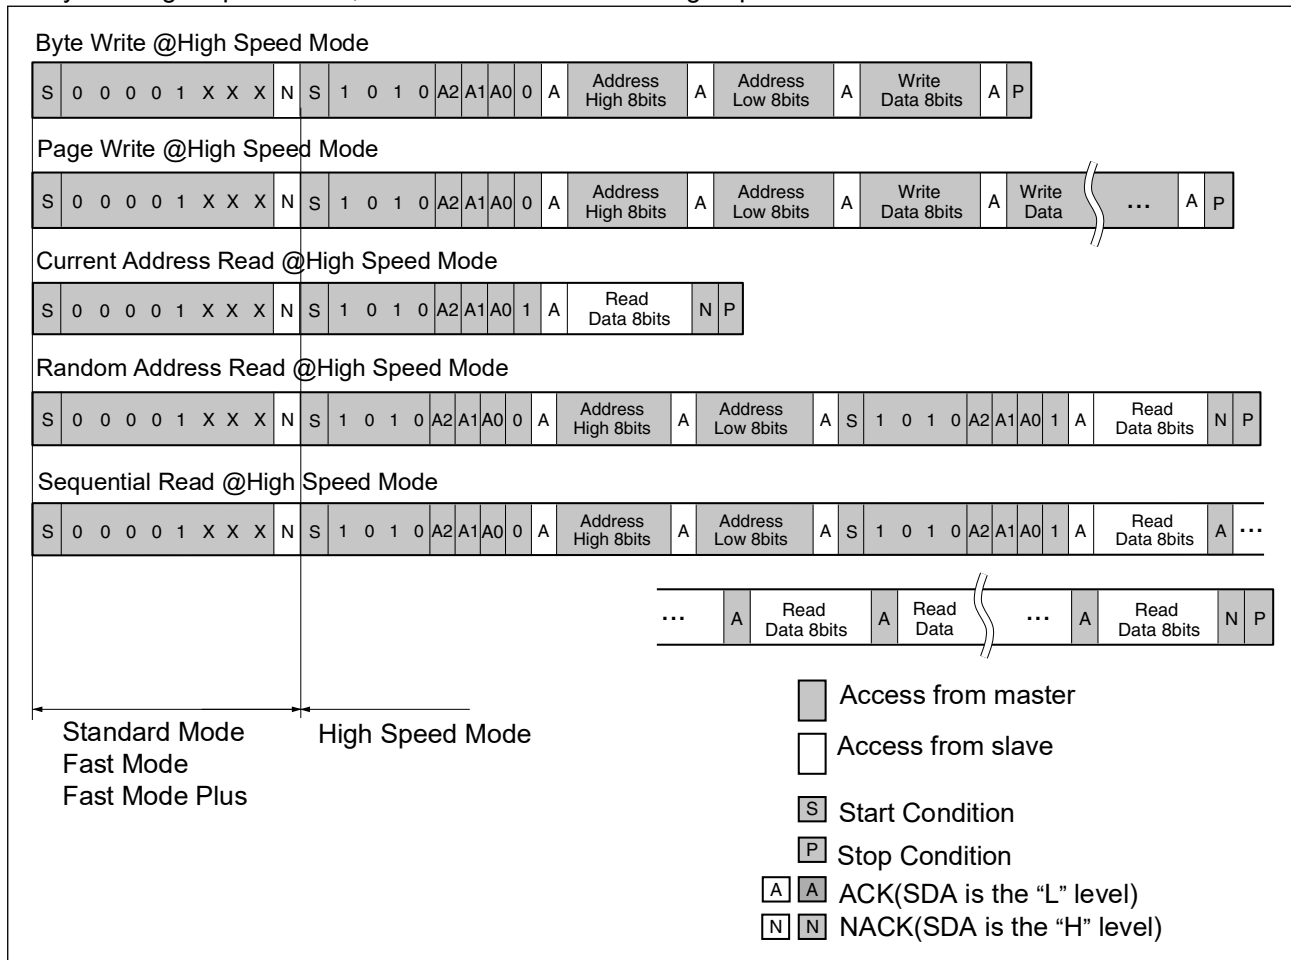 Byte Write @High Speed Mode
S 0 0 0 0 1 X X X N S 1 0 1 0 A2 A1 A0 0 A Address High 8bits A Address Low 8bits A Write Data 8bits A P
Page Write @High Speed Mode
S 0 0 0 0 1 X X X N S 1 0 1 0 A2 A1 A0 0 A Address High 8bits A Address Low 8bits A Write Data 8bits A Write Data ... A P
Current Address Read @High Speed Mode
S 0 0 0 0 1 X X X N S 1 0 1 0 A2 A1 A0 1 A Read Data 8bits N P
Random Address Read @High Speed Mode
S 0 0 0 0 1 X X X N S 1 0 1 0 A2 A1 A0 0 A Address High 8bits A Address Low 8bits A S 1 0 1 0 A2 A1 A0 1 A Read Data 8bits N P
Sequential Read @High Speed Mode
S 0 0 0 0 1 X X X N S 1 0 1 0 A2 A1 A0 0 A Address High 8bits A Address Low 8bits A S 1 0 1 0 A2 A1 A0 1 A Read Data 8bits A ...
... A Read Data 8bits A Read Data ... A Read Data 8bits N P
Standard Mode
Fast Mode
Fast Mode Plus
High Speed Mode
Access from master
Access from slave
S Start Condition
P Stop Condition
A A ACK(SDA is the “L” level)
N N NACK(SDA is the “H” level)